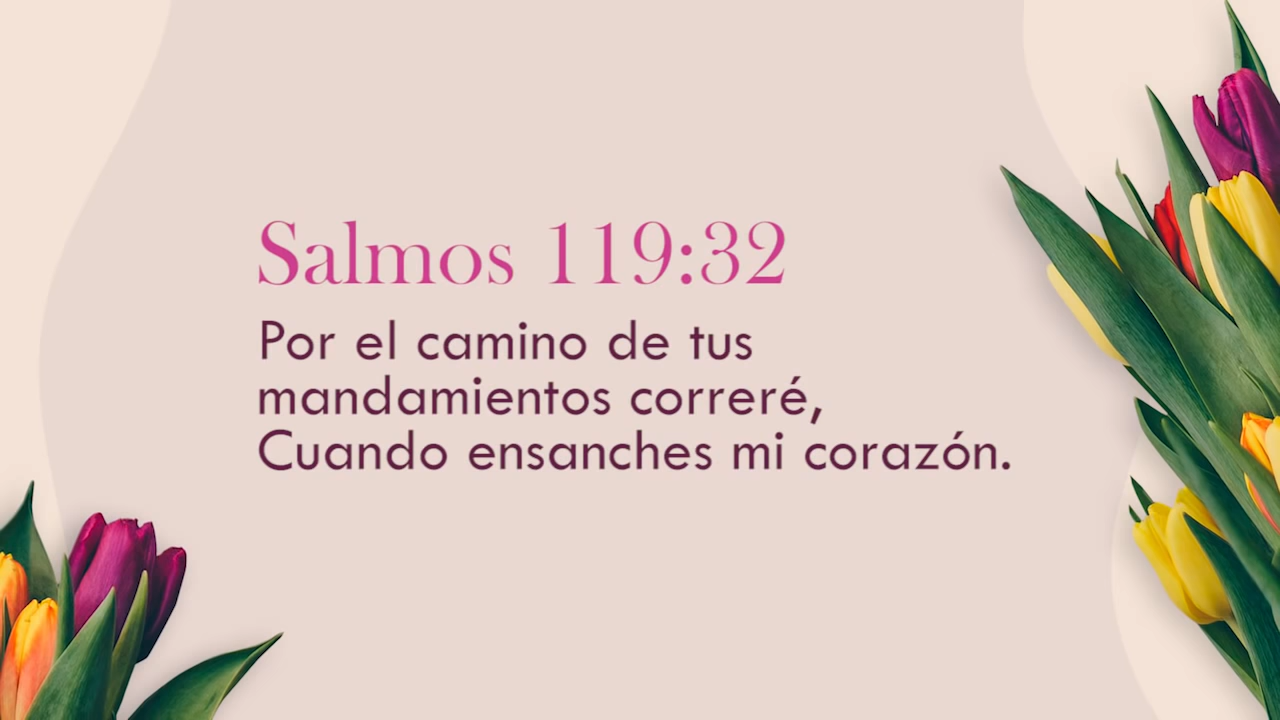 Salmos 119:32
Por el camino de tus
mandamientos correré,
Cuando ensanches mi corazón.